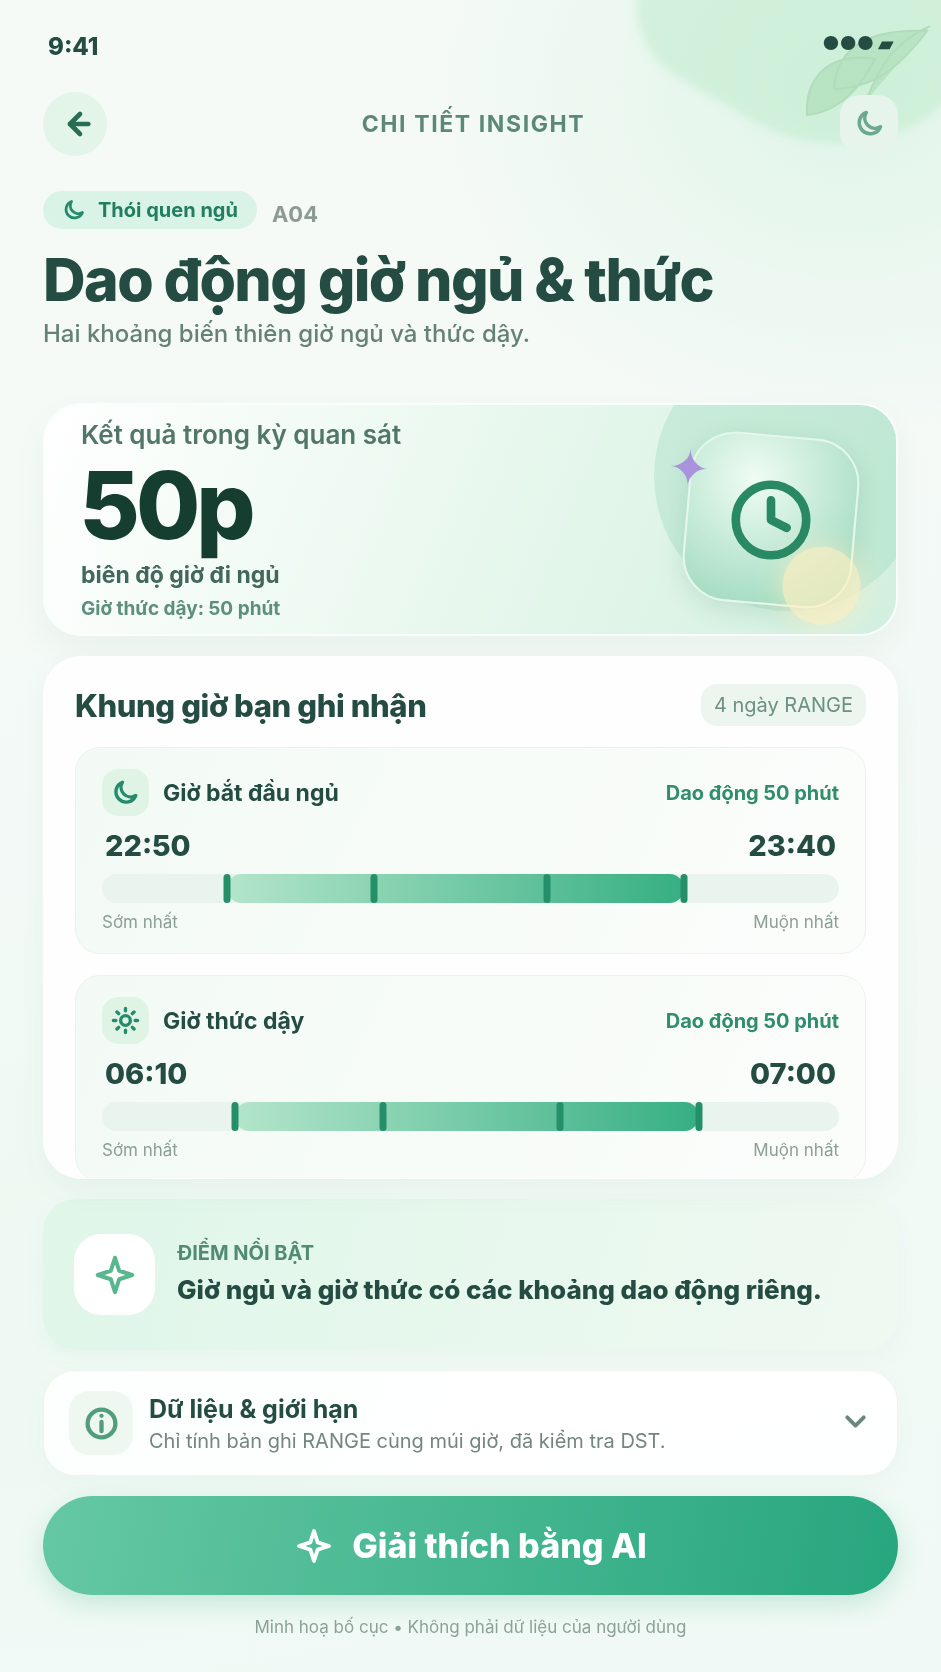 9:41
CHI TIẾT INSIGHT
Thói quen ngủ A04
Dao động giờ ngủ & thức
Hai khoảng biến thiên giờ ngủ và thức dậy.
Kết quả trong kỳ quan sát
50p
biên độ giờ đi ngủ
Giờ thức dậy: 50 phút
Khung giờ bạn ghi nhận
4 ngày RANGE
Giờ bắt đầu ngủ
Dao động 50 phút
22:50
23:40
Sớm nhất
Muộn nhất
Giờ thức dậy
Dao động 50 phút
06:10
07:00
Sớm nhất
Muộn nhất
ĐIỂM NỔI BẬT
Giờ ngủ và giờ thức có các khoảng dao động riêng.
Dữ liệu & giới hạn
Chỉ tính bản ghi RANGE cùng múi giờ, đã kiểm tra DST.
Giải thích bằng AI
Minh hoạ bố cục • Không phải dữ liệu của người dùng